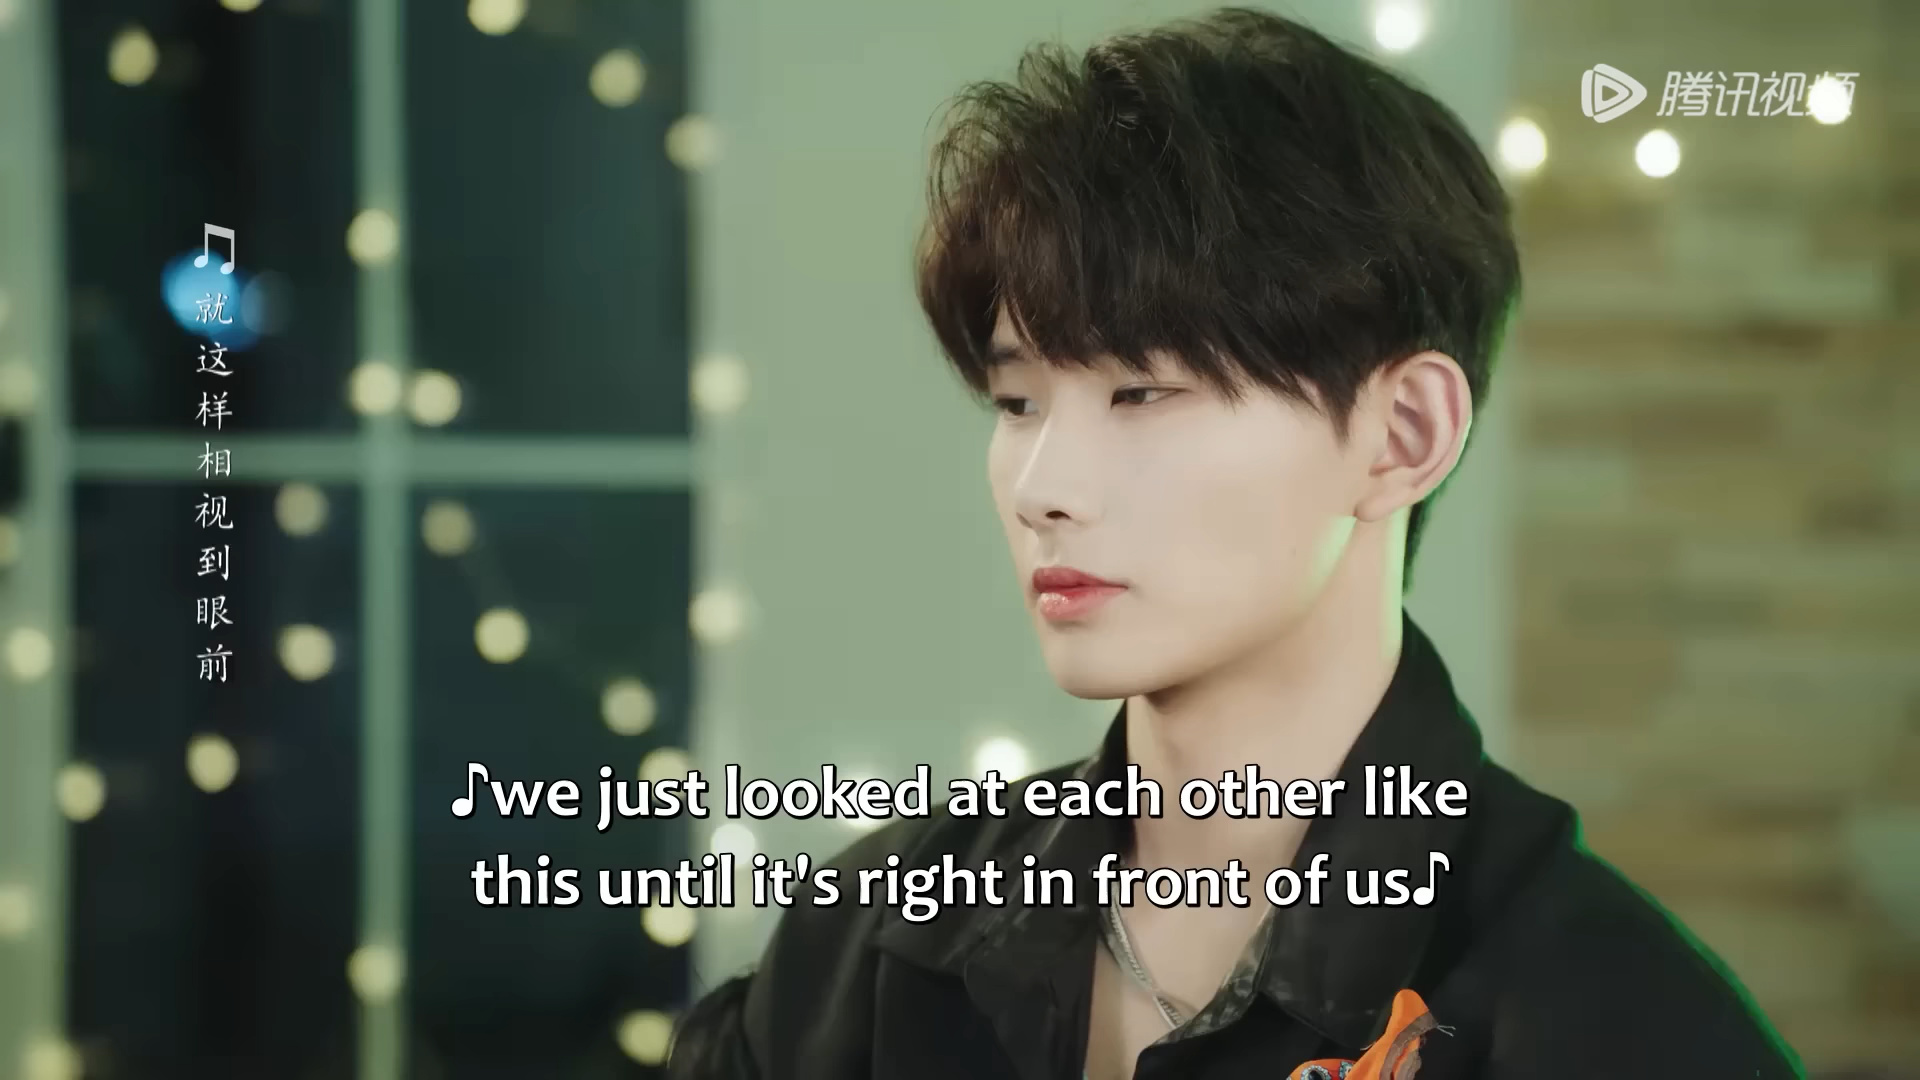 腾讯视频
♫
就这样相视到眼前
♪we just looked at each other like
this until it's right in front of us♪